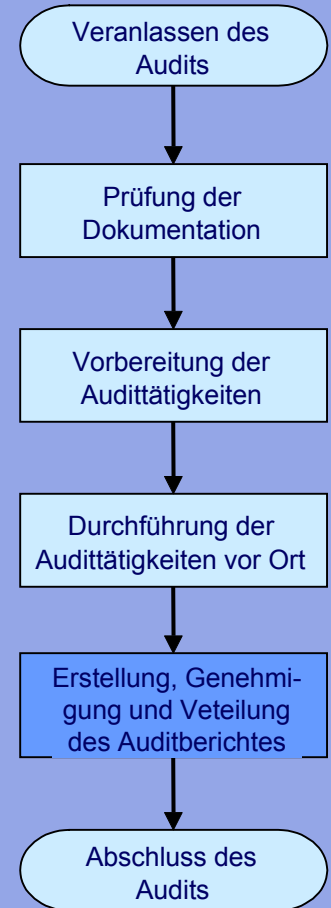 Veranlassen des
Audits
Prüfung der
Dokumentation
Vorbereitung der
Audittätigkeiten
Durchführung der
Audittätigkeiten vor Ort
Erstellung, Genehmi-
gung und Veteilung
des Auditberichtes
Abschluss des
Audits